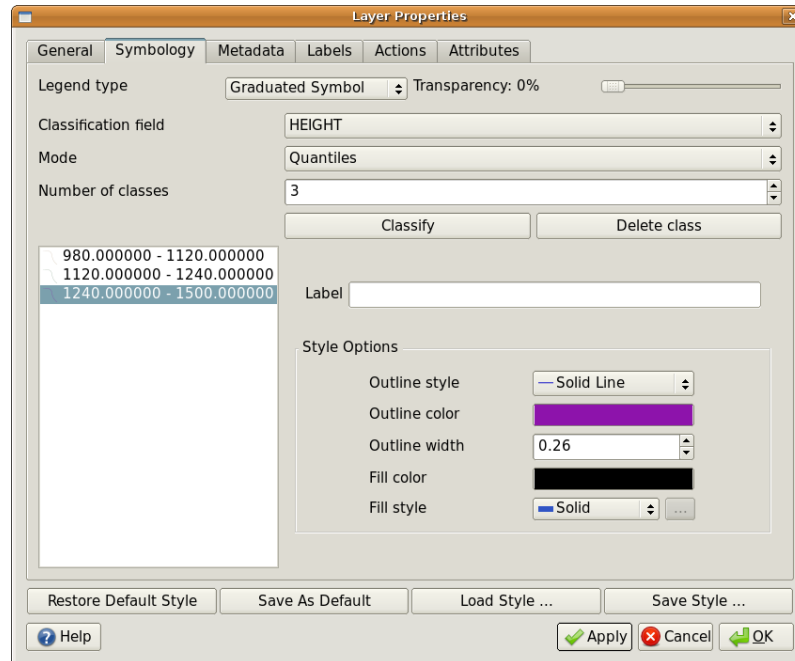 Layer Properties
General Symbology Metadata Labels Actions Attributes
Legend type Graduated Symbol Transparency: 0%
Classification field HEIGHT
Mode Quantiles
Number of classes 3
Classify Delete class
980.000000 - 1120.000000
1120.000000 - 1240.000000
1240.000000 - 1500.000000
Label
Style Options
Outline style Solid Line
Outline color
Outline width 0.26
Fill color
Fill style Solid ...
Restore Default Style Save As Default Load Style ... Save Style ...
Help Apply Cancel OK